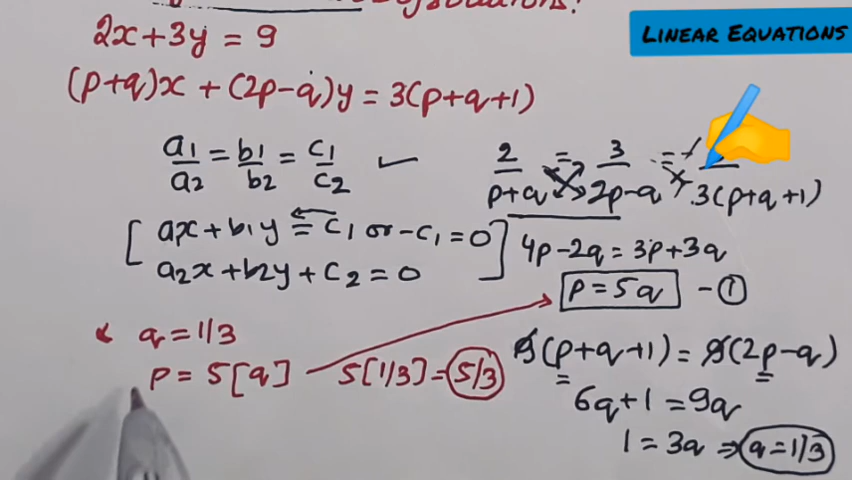 Linear Equations
2x+3y = 9
(p+q)x + (2p-q)y = 3(p+q+1)
a1/a2 = b1/b2 = c1/c2 ✓
2/p+q = 3/2p-q = /3(p+q+1)
[ax + b1y = c1 or -c1 = 0
a2x + b2y + c2 = 0]
4p-2q = 3p+3q
p = 5q - ①
q = 1/3
p = 5[q] 5[1/3] = 5/3
9(p+q+1) = 9(2p-q)
6q+1 = 9q
1 = 3q ⇒ q = 1/3